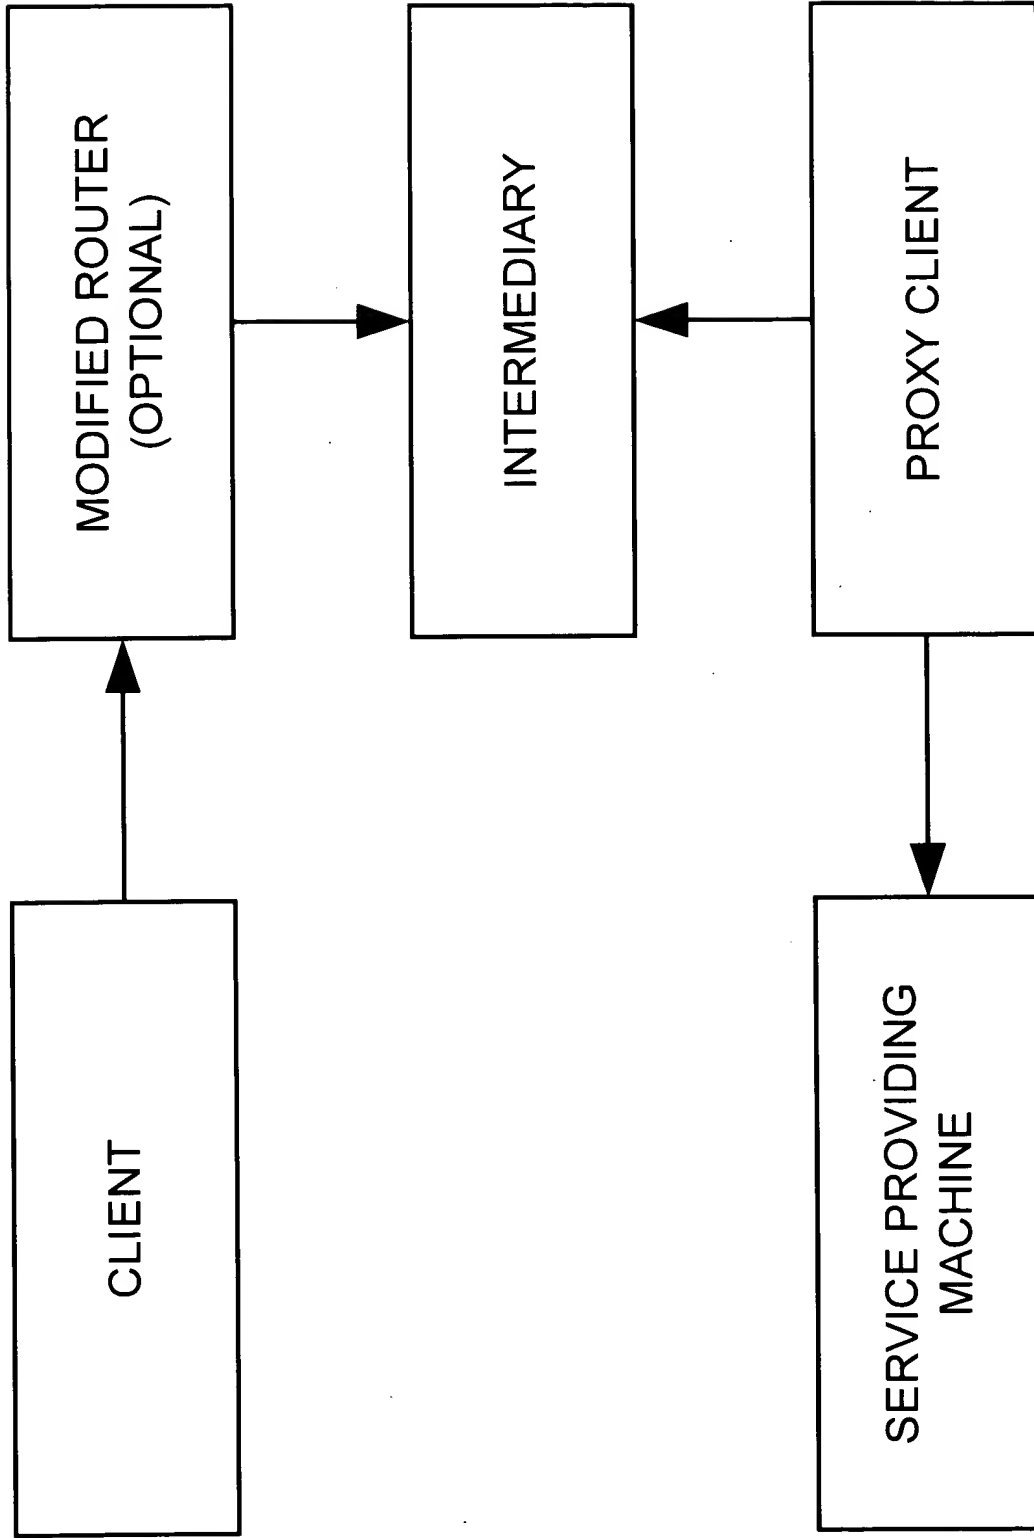 CLIENT
MODIFIED ROUTER
(OPTIONAL)
INTERMEDIARY
SERVICE PROVIDING
MACHINE
PROXY CLIENT